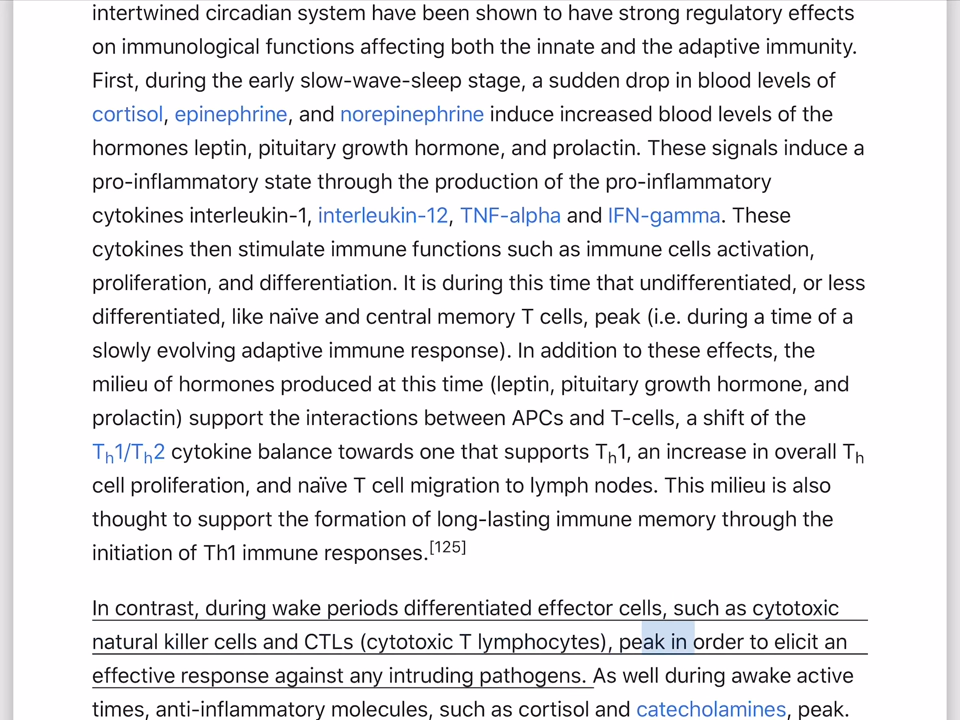 intertwined circadian system have been shown to have strong regulatory effects
on immunological functions affecting both the innate and the adaptive immunity.
First, during the early slow-wave-sleep stage, a sudden drop in blood levels of
cortisol, epinephrine, and norepinephrine induce increased blood levels of the
hormones leptin, pituitary growth hormone, and prolactin. These signals induce a
pro-inflammatory state through the production of the pro-inflammatory
cytokines interleukin-1, interleukin-12, TNF-alpha and IFN-gamma. These
cytokines then stimulate immune functions such as immune cells activation,
proliferation, and differentiation. It is during this time that undifferentiated, or less
differentiated, like naïve and central memory T cells, peak (i.e. during a time of a
slowly evolving adaptive immune response). In addition to these effects, the
milieu of hormones produced at this time (leptin, pituitary growth hormone, and
prolactin) support the interactions between APCs and T-cells, a shift of the
Th1/Th2 cytokine balance towards one that supports Th1, an increase in overall Th
cell proliferation, and naïve T cell migration to lymph nodes. This milieu is also
thought to support the formation of long-lasting immune memory through the
initiation of Th1 immune responses.[125]
In contrast, during wake periods differentiated effector cells, such as cytotoxic
natural killer cells and CTLs (cytotoxic T lymphocytes), peak in order to elicit an
effective response against any intruding pathogens. As well during awake active
times, anti-inflammatory molecules, such as cortisol and catecholamines, peak.